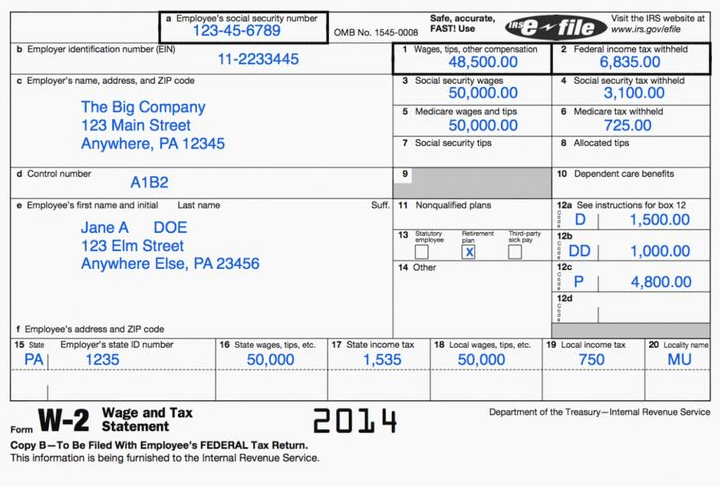 a Employee's social security number
123-45-6789
OMB No. 1545-0008
Safe, accurate,
FAST! Use
IRS e-file
Visit the IRS website at
www.irs.gov/efile
b Employer identification number (EIN)
11-2233445
1 Wages, tips, other compensation
48,500.00
2 Federal income tax withheld
6,835.00
c Employer's name, address, and ZIP code
The Big Company
123 Main Street
Anywhere, PA 12345
3 Social security wages
50,000.00
4 Social security tax withheld
3,100.00
5 Medicare wages and tips
50,000.00
6 Medicare tax withheld
725.00
7 Social security tips
8 Allocated tips
d Control number
A1B2
9
10 Dependent care benefits
e Employee's first name and initial Last name Suff.
Jane A DOE
123 Elm Street
Anywhere Else, PA 23456
11 Nonqualified plans
12a See instructions for box 12
Code D 1,500.00
13 Statutory employee Retirement plan Third-party sick pay
X
12b
Code DD 1,000.00
14 Other
12c
Code P 4,800.00
12d
Code
f Employee's address and ZIP code
15 State Employer's state ID number
PA 1235
16 State wages, tips, etc.
50,000
17 State income tax
1,535
18 Local wages, tips, etc.
50,000
19 Local income tax
750
20 Locality name
MU
Form W-2 Wage and Tax
Statement
2014
Department of the Treasury—Internal Revenue Service
Copy B—To Be Filed With Employee's FEDERAL Tax Return.
This information is being furnished to the Internal Revenue Service.